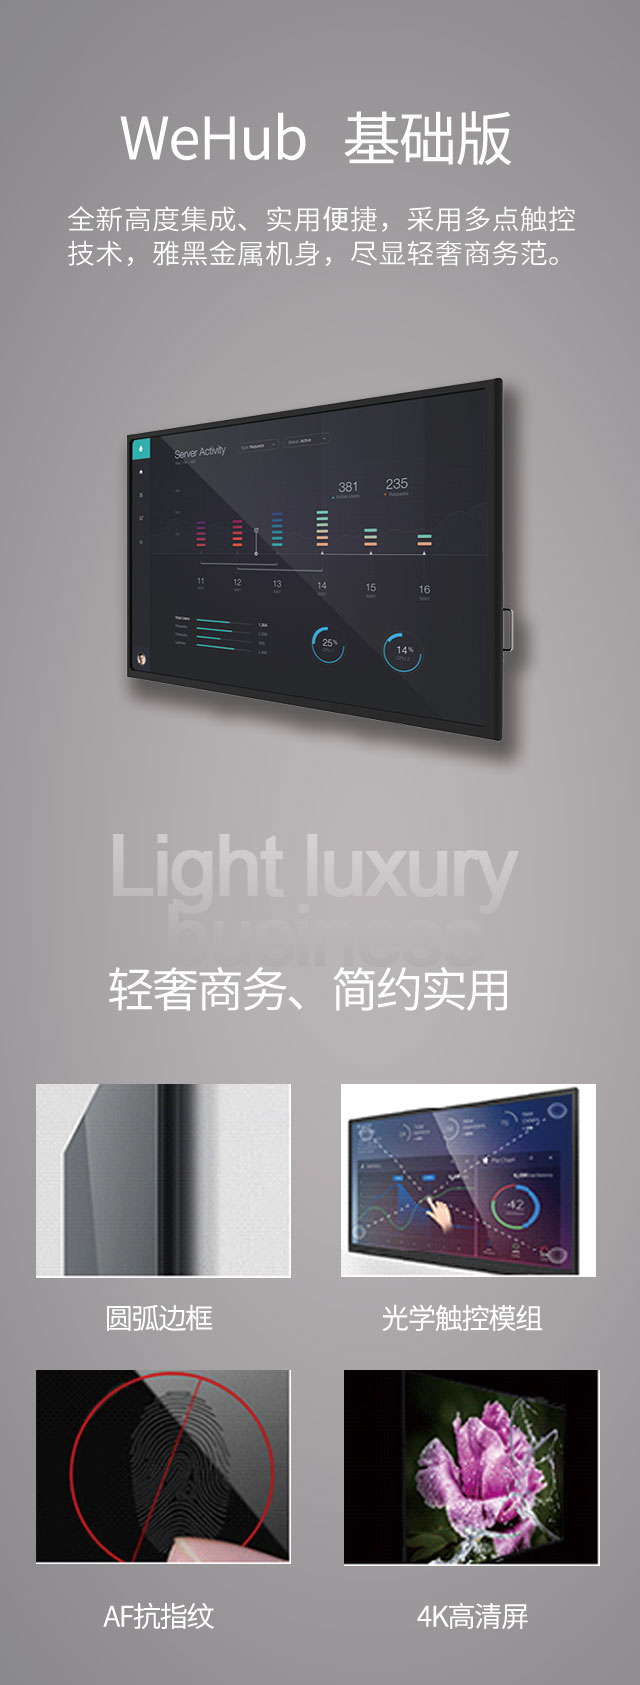 WeHub 基础版
全新高度集成、实用便捷，采用多点触控
技术，雅黑金属机身，尽显轻奢商务范。
Server Activity
381
235
Active Users
Requests
11
12
13
14
15
16
25%
14%
Light luxury
business
轻奢商务、简约实用
圆弧边框
光学触控模组
AF抗指纹
4K高清屏